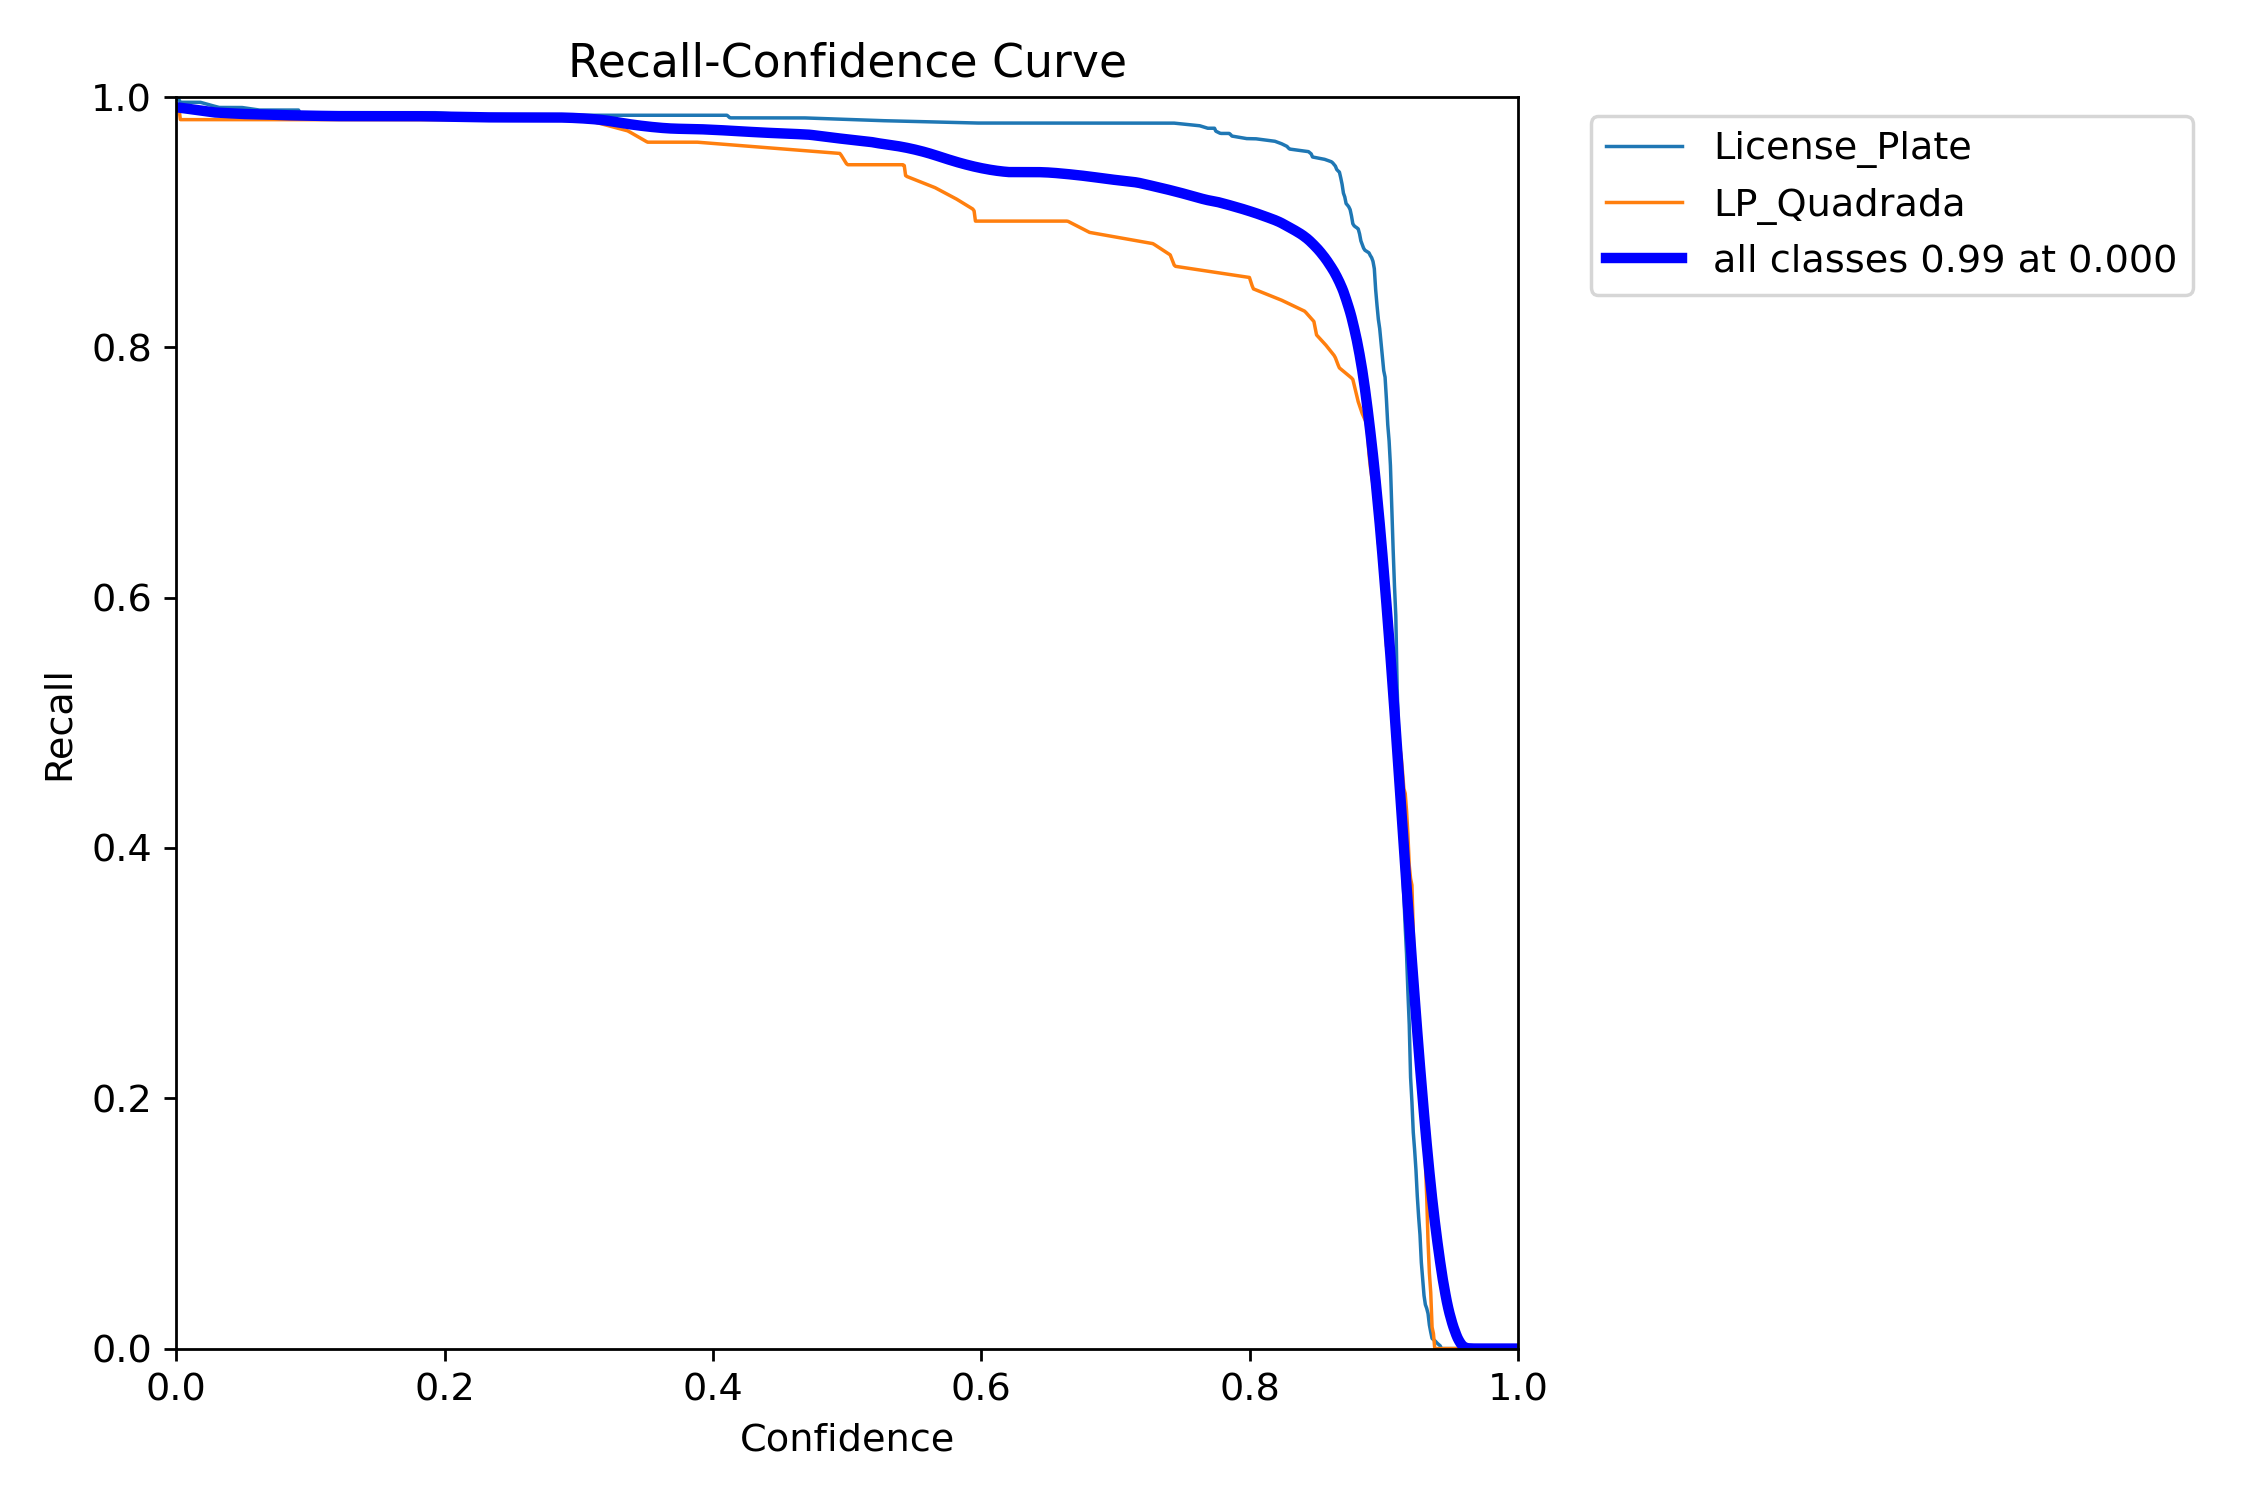 Recall-Confidence Curve
1.0
0.8
0.6
0.4
0.2
0.0
Recall
0.0 0.2 0.4 0.6 0.8 1.0
Confidence
License_Plate
LP_Quadrada
all classes 0.99 at 0.000